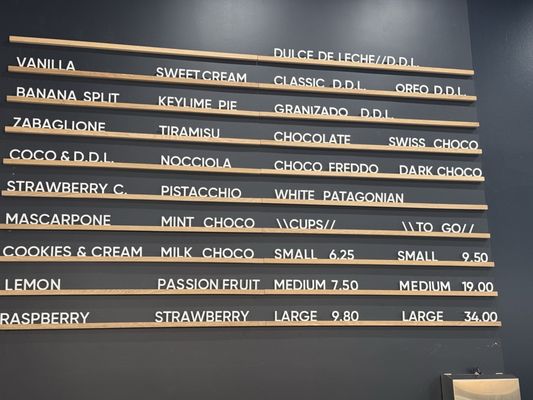 DULCE DE LECHE//D.D.L.
VANILLA SWEET CREAM CLASSIC D.D.L. OREO D.D.L.
BANANA SPLIT KEYLIME PIE GRANIZADO D.D.L.
ZABAGLIONE TIRAMISU CHOCOLATE SWISS CHOCO
COCO & D.D.L. NOCCIOLA CHOCO FREDDO DARK CHOCO
STRAWBERRY C. PISTACCHIO WHITE PATAGONIAN
MASCARPONE MINT CHOCO \\CUPS// \\TO GO//
COOKIES & CREAM MILK CHOCO SMALL 6.25 SMALL 9.50
LEMON PASSION FRUIT MEDIUM 7.50 MEDIUM 19.00
RASPBERRY STRAWBERRY LARGE 9.80 LARGE 34.00